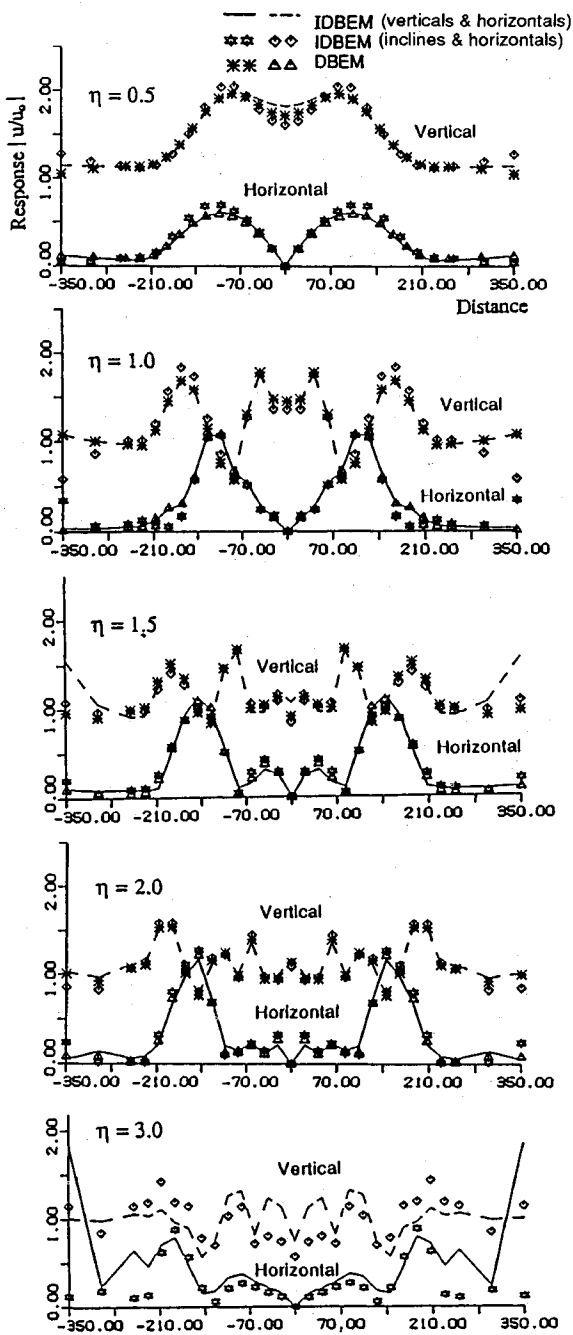 IDBEM (verticals & horizontals)
IDBEM (inclines & horizontals)
DBEM
Response | u/u₀ |
2.00
1.00
0.00
η = 0.5
Vertical
Horizontal
-350.00 -210.00 -70.00 70.00 210.00 350.00
Distance
2.00
1.00
0.00
η = 1.0
Vertical
Horizontal
-350.00 -210.00 -70.00 70.00 210.00 350.00
2.00
1.00
0.00
η = 1.5
Vertical
Horizontal
-350.00 -210.00 -70.00 70.00 210.00 350.00
2.00
1.00
0.00
η = 2.0
Vertical
Horizontal
-350.00 -210.00 -70.00 70.00 210.00 350.00
2.00
1.00
0.00
η = 3.0
Vertical
Horizontal
-350.00 -210.00 -70.00 70.00 210.00 350.00